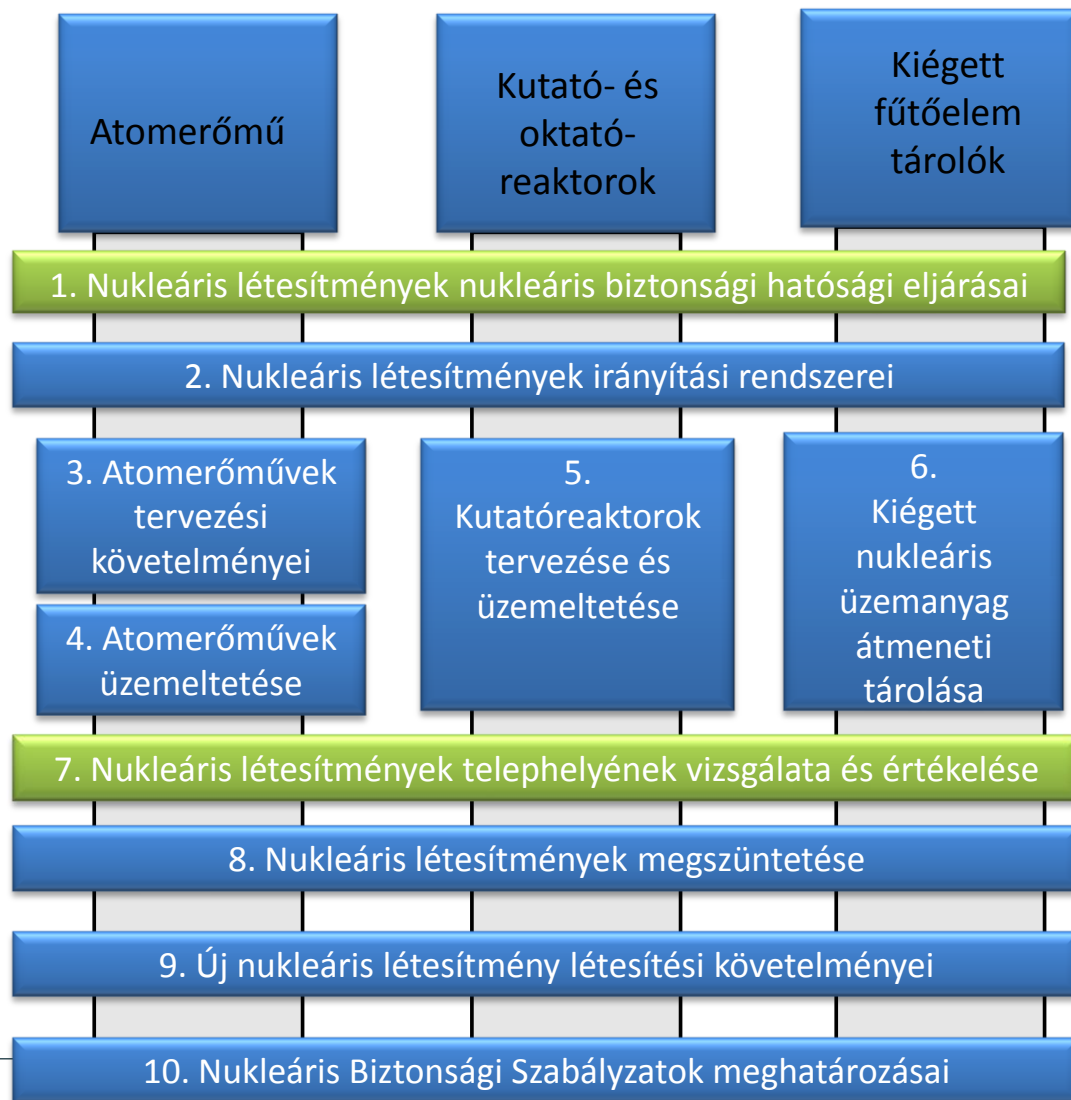 Atomerőmű
Kutató- és
oktató-
reaktorok
Kiégett
fűtőelem
tárolók
1. Nukleáris létesítmények nukleáris biztonsági hatósági eljárásai
2. Nukleáris létesítmények irányítási rendszerei
3. Atomerőművek
tervezési
követelményei
4. Atomerőművek
üzemeltetése
5.
Kutatóreaktorok
tervezése és
üzemeltetése
6.
Kiégett
nukleáris
üzemanyag
átmeneti
tárolása
7. Nukleáris létesítmények telephelyének vizsgálata és értékelése
8. Nukleáris létesítmények megszüntetése
9. Új nukleáris létesítmény létesítési követelményei
10. Nukleáris Biztonsági Szabályzatok meghatározásai